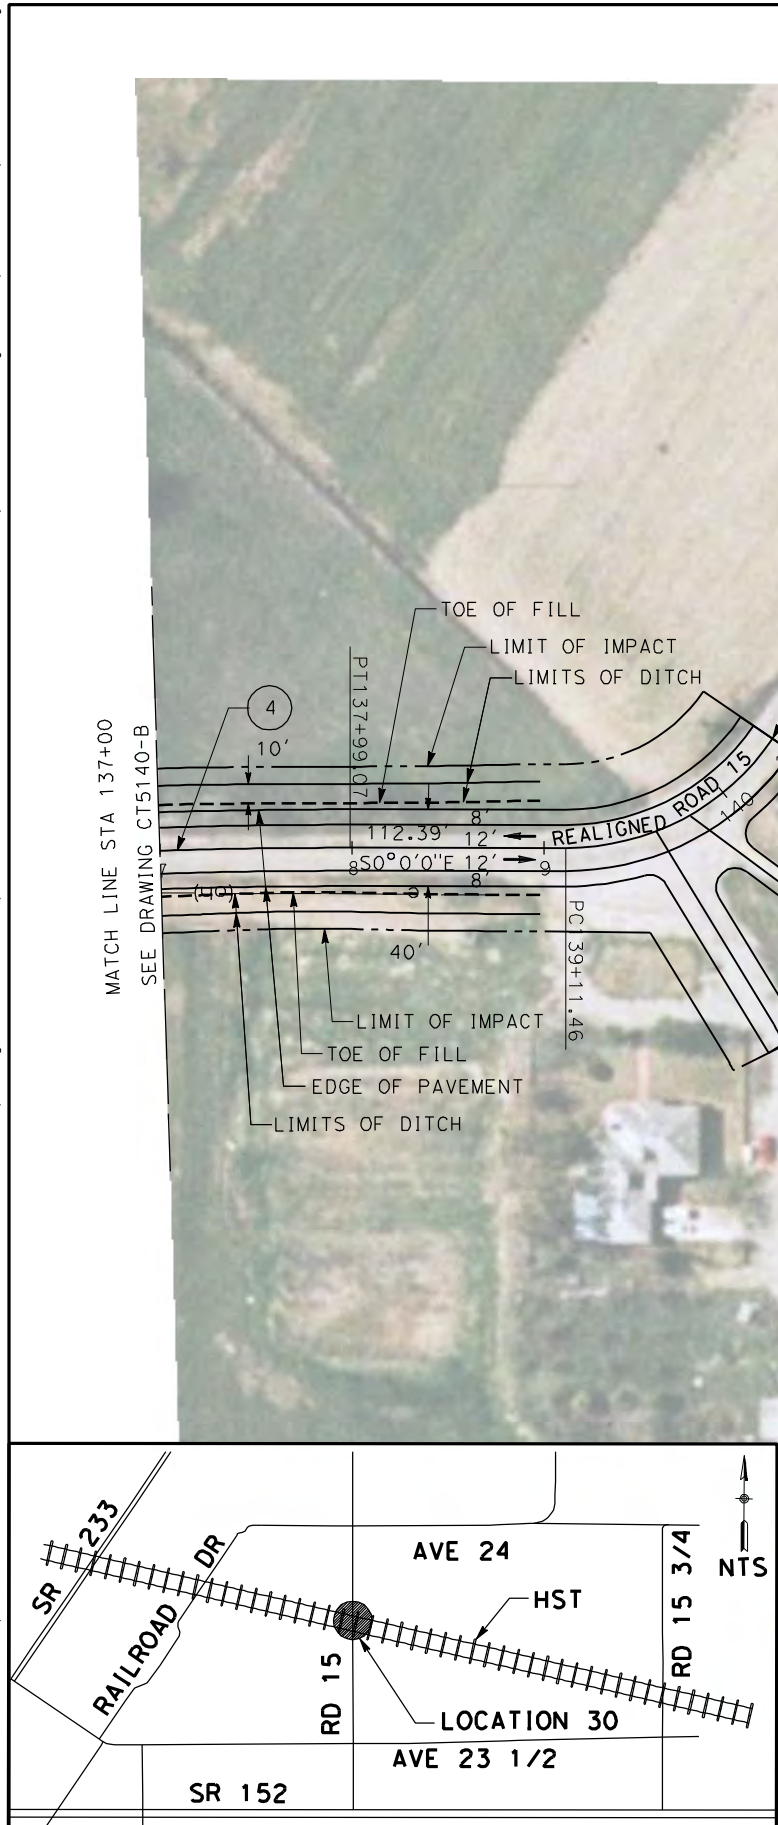 TOE OF FILL
LIMIT OF IMPACT
LIMITS OF DITCH
PT137+99.07
4
10'
MATCH LINE STA 137+00
SEE DRAWING CT5140-B
8'
112.39' 12'
REALIGNED ROAD 15
140
8
S0°0'0"E 12'
9
8'
(OH)
e
40'
PC139+11.46
LIMIT OF IMPACT
TOE OF FILL
EDGE OF PAVEMENT
LIMITS OF DITCH
SR 233
RAILROAD DR
AVE 24
RD 15 3/4
NTS
HST
RD 15
LOCATION 30
AVE 23 1/2
SR 152